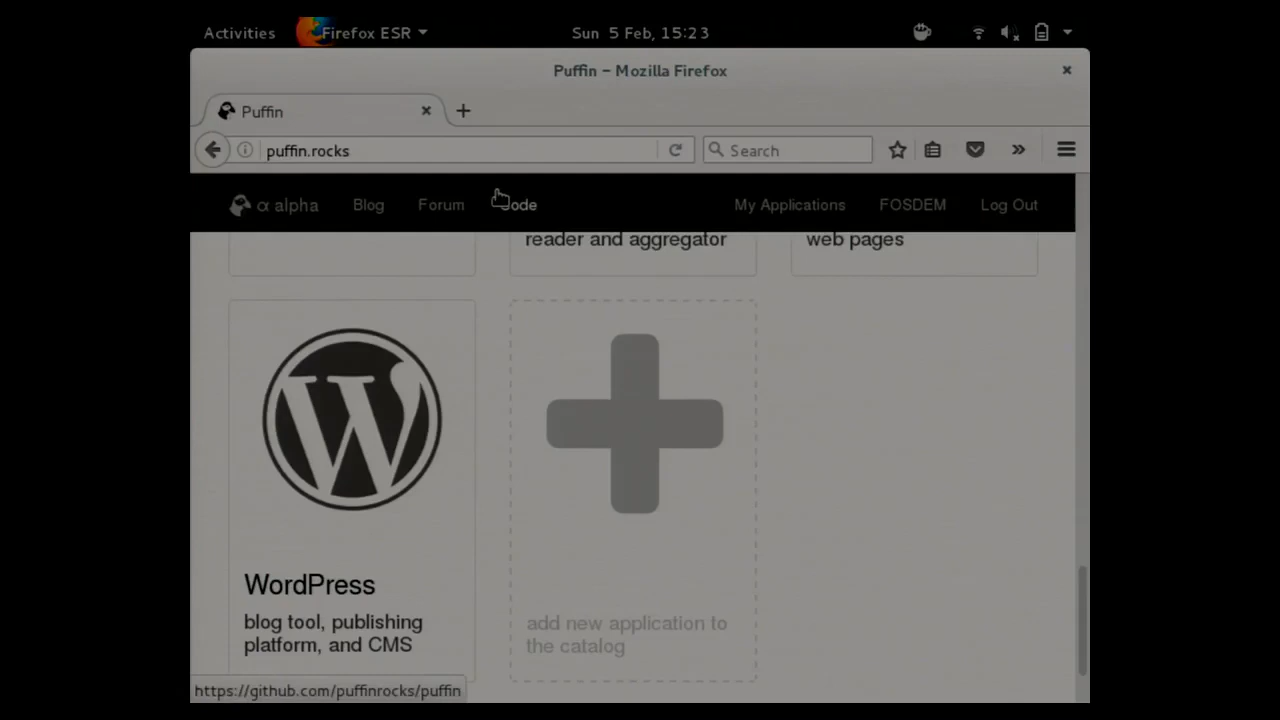 Activities Firefox ESR Sun 5 Feb, 15:23
Puffin – Mozilla Firefox
Puffin
puffin.rocks Search
α alpha Blog Forum Code My Applications FOSDEM Log Out
reader and aggregator
web pages
WordPress
blog tool, publishing
platform, and CMS
add new application to
the catalog
https://github.com/puffinrocks/puffin